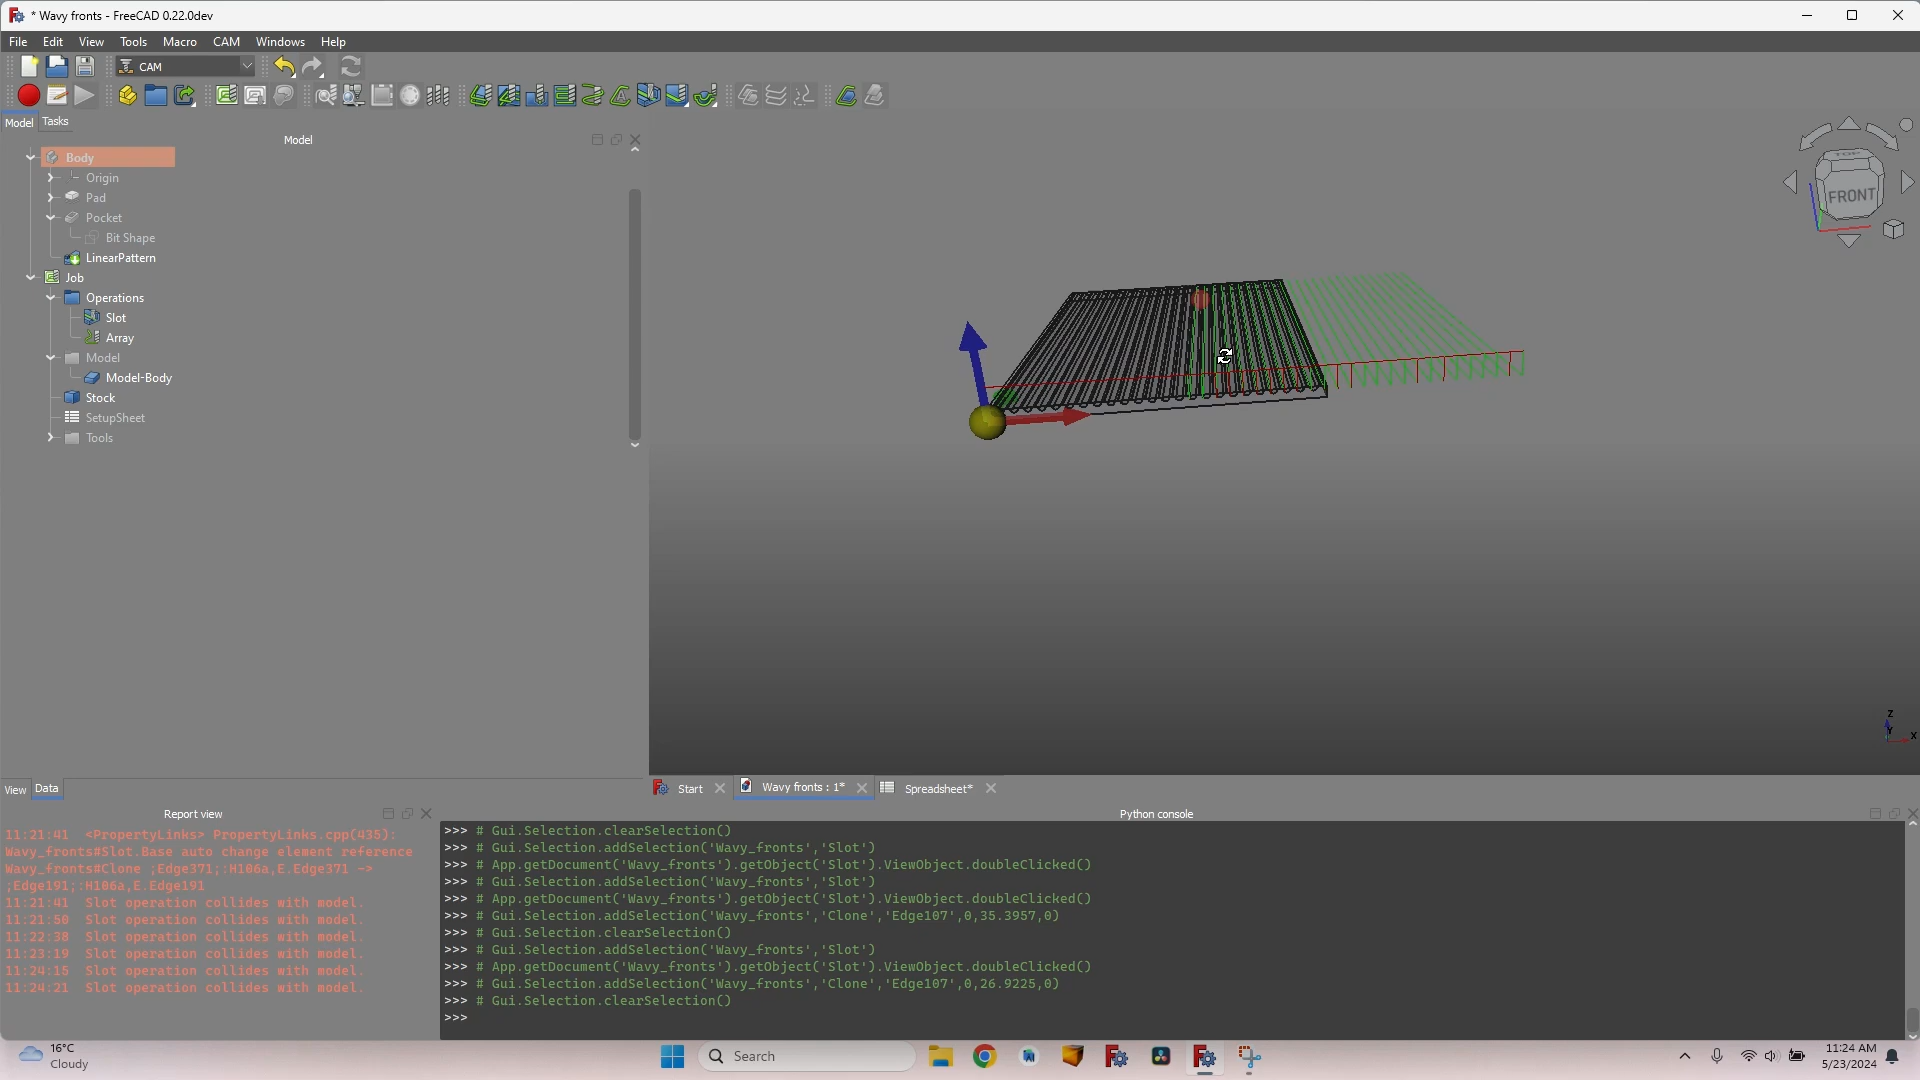 * Wavy fronts - FreeCAD 0.22.0dev
File Edit View Tools Macro CAM Windows Help
CAM
Model Tasks
Model
Body
Origin
Pad
Pocket
Bit Shape
LinearPattern
Job
Operations
Slot
Array
Model
Model-Body
Stock
SetupSheet
Tools
TOP
FRONT
Z
Y
X
View Data
Start
Wavy fronts : 1*
Spreadsheet*
Report view
11:21:41 <PropertyLinks> PropertyLinks.cpp(435):
Wavy_fronts#Slot.Base auto change element reference
Wavy_fronts#Clone ;Edge371;:H106a,E.Edge371 ->
;Edge191;:H106a,E.Edge191
11:21:41 Slot operation collides with model.
11:21:50 Slot operation collides with model.
11:22:38 Slot operation collides with model.
11:23:19 Slot operation collides with model.
11:24:15 Slot operation collides with model.
11:24:21 Slot operation collides with model.
Python console
>>> # Gui.Selection.clearSelection()
>>> # Gui.Selection.addSelection('Wavy_fronts','Slot')
>>> # App.getDocument('Wavy_fronts').getObject('Slot').ViewObject.doubleClicked()
>>> # Gui.Selection.addSelection('Wavy_fronts','Slot')
>>> # App.getDocument('Wavy_fronts').getObject('Slot').ViewObject.doubleClicked()
>>> # Gui.Selection.addSelection('Wavy_fronts','Clone','Edge107',0,35.3957,0)
>>> # Gui.Selection.clearSelection()
>>> # Gui.Selection.addSelection('Wavy_fronts','Slot')
>>> # App.getDocument('Wavy_fronts').getObject('Slot').ViewObject.doubleClicked()
>>> # Gui.Selection.addSelection('Wavy_fronts','Clone','Edge107',0,26.9225,0)
>>> # Gui.Selection.clearSelection()
>>>
16°C
Cloudy
Search
11:24 AM
5/23/2024